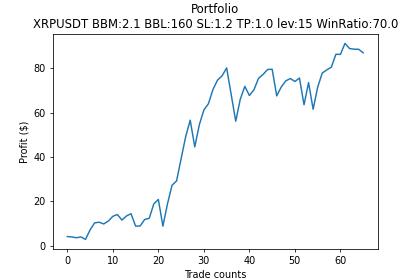 Portfolio
XRPUSDT BBM:2.1 BBL:160 SL:1.2 TP:1.0 lev:15 WinRatio:70.0
Profit ($)
80
60
40
20
0
0 10 20 30 40 50 60
Trade counts